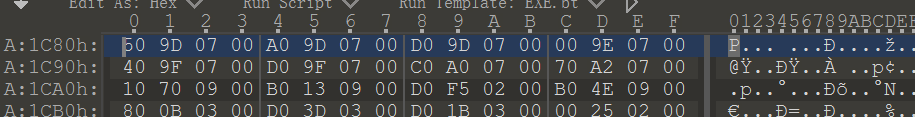 Edit As: Hex Run Script Run Template: EXE.bt
0 1 2 3 4 5 6 7 8 9 A B C D E F 0123456789ABCDEF
A:1C80h: 50 9D 07 00 A0 9D 07 00 D0 9D 07 00 00 9E 07 00 P... ...Ð....ž..
A:1C90h: 40 9F 07 00 D0 9F 07 00 C0 A0 07 00 70 A2 07 00 @Ÿ..ÐŸ..À ..p¢..
A:1CA0h: 10 70 09 00 B0 13 09 00 D0 F5 02 00 B0 4E 09 00 .p..°...Ðõ..°N..
A:1CB0h: 80 0B 03 00 D0 3D 03 00 D0 1B 03 00 00 25 02 00 €...Ð=..Ð....%..